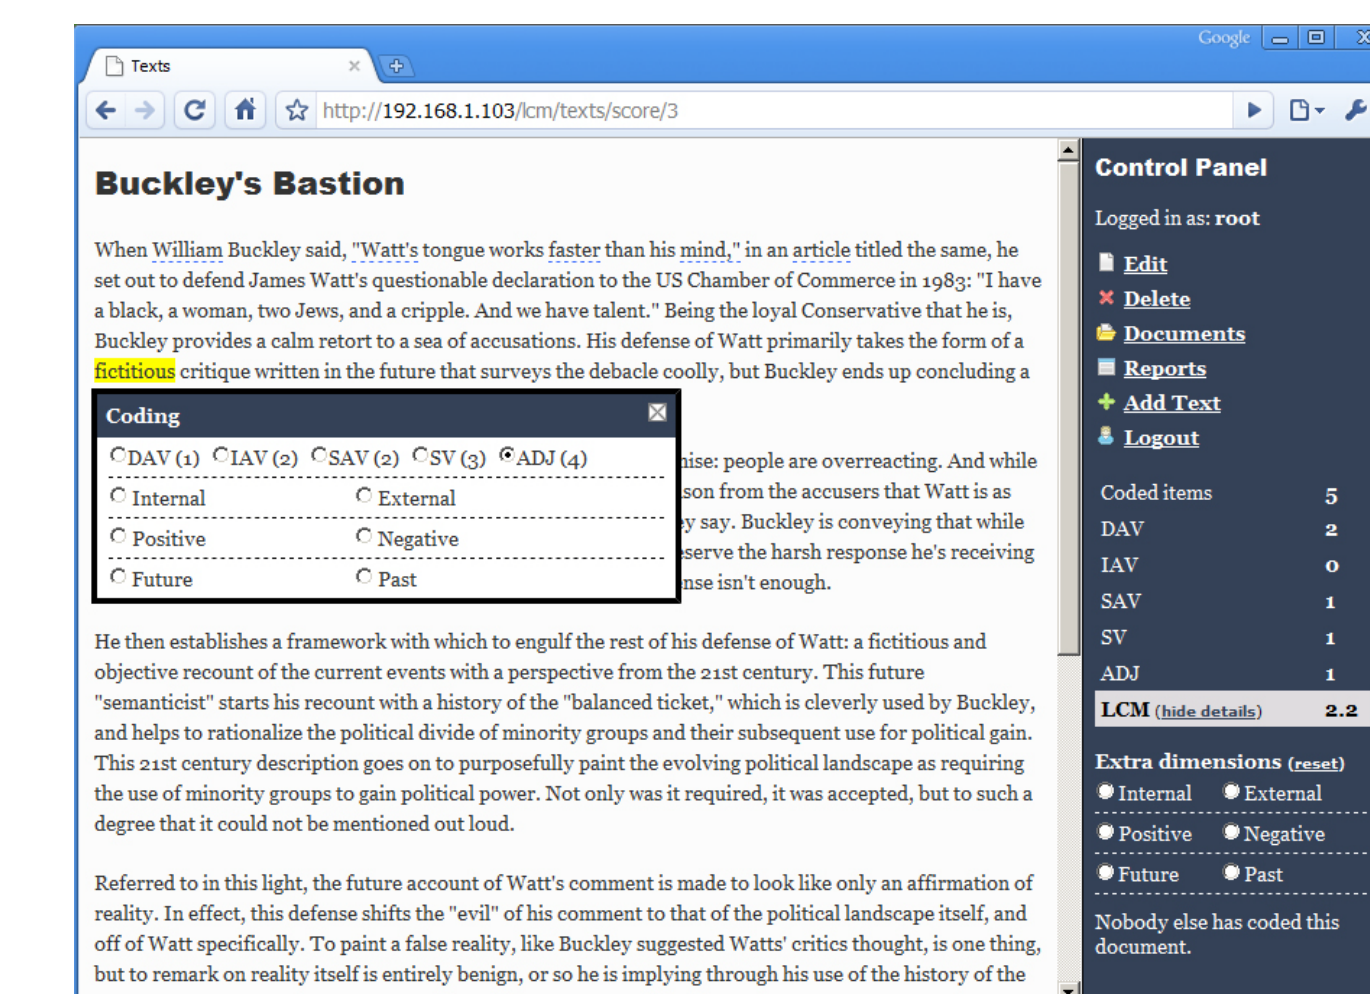 Google
Texts
http://192.168.1.103/lcm/texts/score/3
Buckley's Bastion
When William Buckley said, "Watt's tongue works faster than his mind," in an article titled the same, he
set out to defend James Watt's questionable declaration to the US Chamber of Commerce in 1983: "I have
a black, a woman, two Jews, and a cripple. And we have talent." Being the loyal Conservative that he is,
Buckley provides a calm retort to a sea of accusations. His defense of Watt primarily takes the form of a
fictitious critique written in the future that surveys the debacle coolly, but Buckley ends up concluding a
Coding
DAV (1) IAV (2) SAV (2) SV (3) ADJ (4)
Internal External
Positive Negative
Future Past
people are overreacting. And while
from the accusers that Watt is as
say. Buckley is conveying that while
the harsh response he's receiving
isn't enough.
He then establishes a framework with which to engulf the rest of his defense of Watt: a fictitious and
objective recount of the current events with a perspective from the 21st century. This future
"semanticist" starts his recount with a history of the "balanced ticket," which is cleverly used by Buckley,
and helps to rationalize the political divide of minority groups and their subsequent use for political gain.
This 21st century description goes on to purposefully paint the evolving political landscape as requiring
the use of minority groups to gain political power. Not only was it required, it was accepted, but to such a
degree that it could not be mentioned out loud.
Referred to in this light, the future account of Watt's comment is made to look like only an affirmation of
reality. In effect, this defense shifts the "evil" of his comment to that of the political landscape itself, and
off of Watt specifically. To paint a false reality, like Buckley suggested Watts' critics thought, is one thing,
but to remark on reality itself is entirely benign, or so he is implying through his use of the history of the
Control Panel
Logged in as: root
Edit
Delete
Documents
Reports
Add Text
Logout
Coded items 5
DAV 2
IAV 0
SAV 1
SV 1
ADJ 1
LCM (hide details) 2.2
Extra dimensions (reset)
Internal External
Positive Negative
Future Past
Nobody else has coded this
document.